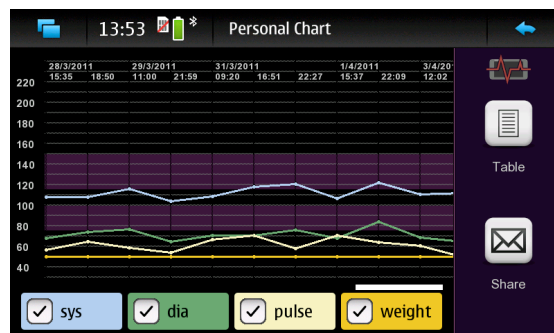 13:53 Personal Chart
28/3/2011 29/3/2011 31/3/2011 1/4/2011 3/4/20
15:35 18:50 11:00 21:59 09:20 16:51 22:27 15:37 22:09 12:02
220
200
180
160
140
120
100
80
60
40
Table
Share
sys dia pulse weight